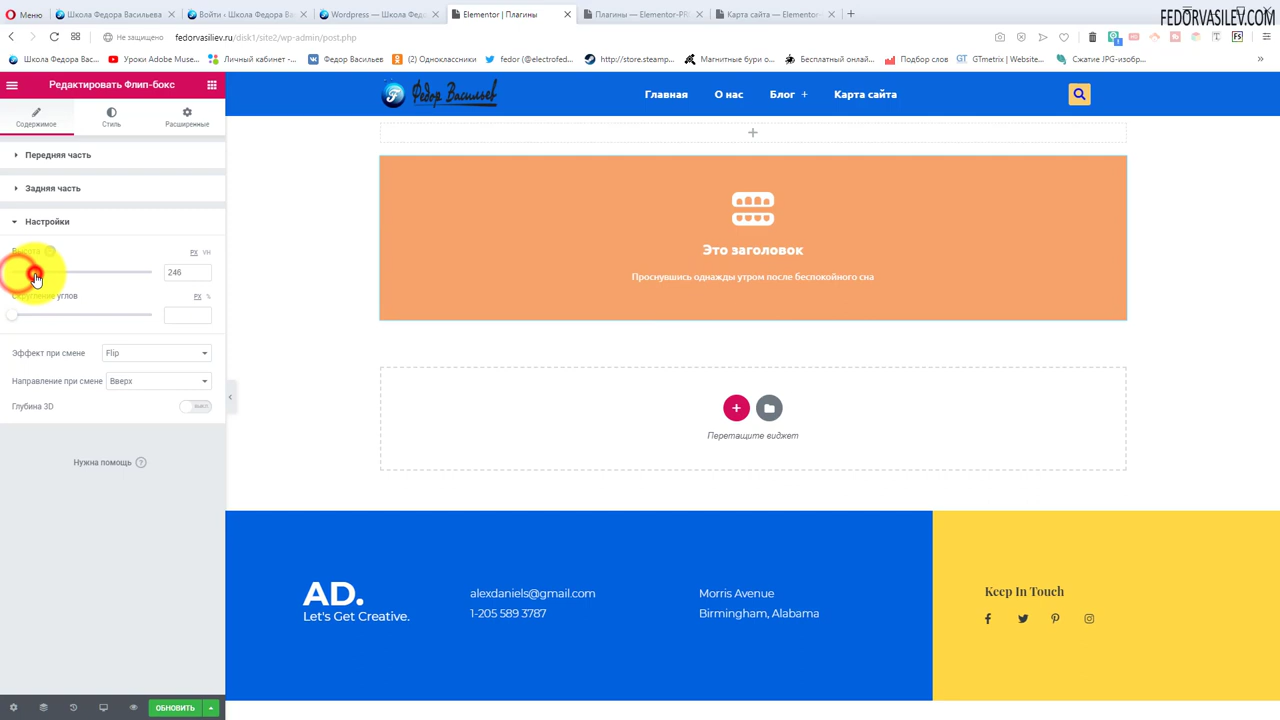 Меню
Школа Федора Васильева
Войти ‹ Школа Федора Ва
Wordpress — Школа Федо
Elementor | Плагины
Плагины — Elementor-PR
Карта сайта — Elementor-
FEDORVASILEV.COM
Не защищено
fedorvasiliev.ru/disk1/site2/wp-admin/post.php
Школа Федора Вас...
Уроки Adobe Muse...
Личный кабинет -...
Федор Васильев
(2) Одноклассники
fedor (@electrofed...
http://store.steamp...
Магнитные бури о...
Бесплатный онлай...
Подбор слов
GTmetrix | Website...
Сжатие JPG-изобр...
Редактировать Флип-бокс
Содержимое
Стиль
Расширенные
Передняя часть
Задняя часть
Настройки
Высота
PX VH
246
углов
PX %
Эффект при смене
Flip
Направление при смене
Вверх
Глубина 3D
ВЫКЛ
Нужна помощь
ОБНОВИТЬ
Федор Васильев
Главная
О нас
Блог +
Карта сайта
Это заголовок
Проснувшись однажды утром после беспокойного сна
Перетащите виджет
AD.
Let's Get Creative.
alexdaniels@gmail.com
1-205 589 3787
Morris Avenue
Birmingham, Alabama
Keep In Touch